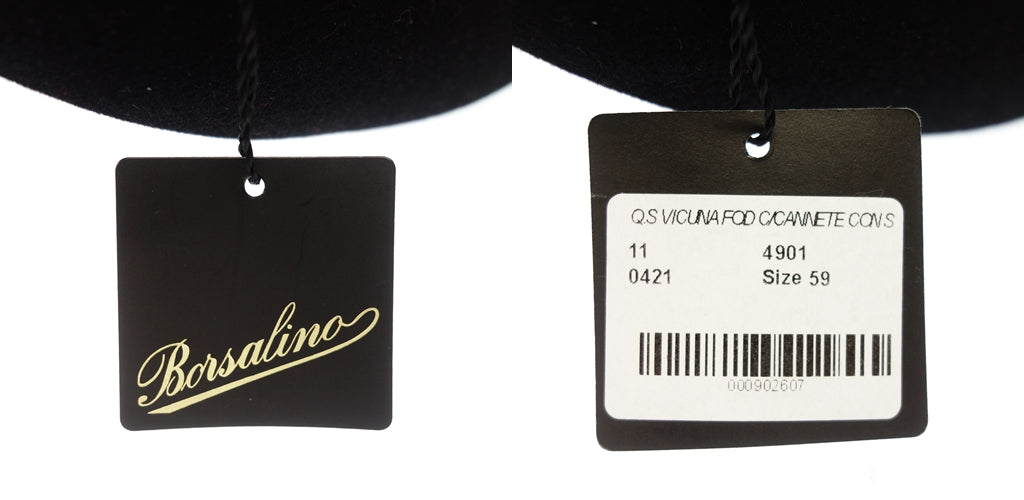 Borsalino
Q.S VICUNA FOD C/CANNETE CON S
11 4901
0421 Size 59
000902607